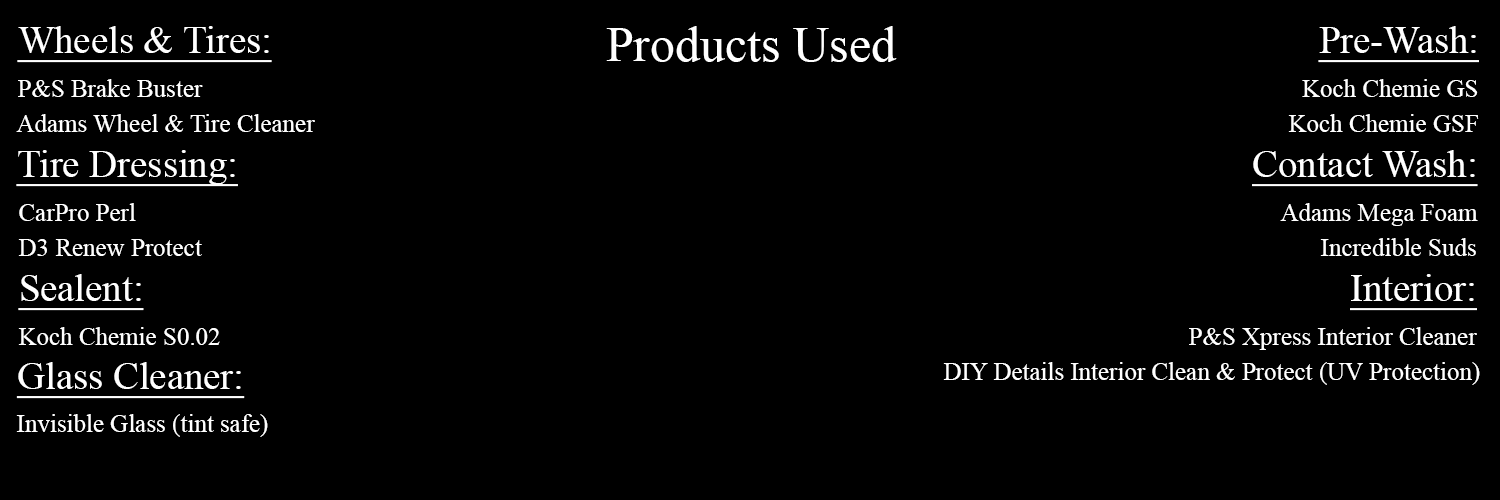 Products Used
Wheels & Tires:
P&S Brake Buster
Adams Wheel & Tire Cleaner
Tire Dressing:
CarPro Perl
D3 Renew Protect
Sealent:
Koch Chemie S0.02
Glass Cleaner:
Invisible Glass (tint safe)
Pre-Wash:
Koch Chemie GS
Koch Chemie GSF
Contact Wash:
Adams Mega Foam
Incredible Suds
Interior:
P&S Xpress Interior Cleaner
DIY Details Interior Clean & Protect (UV Protection)